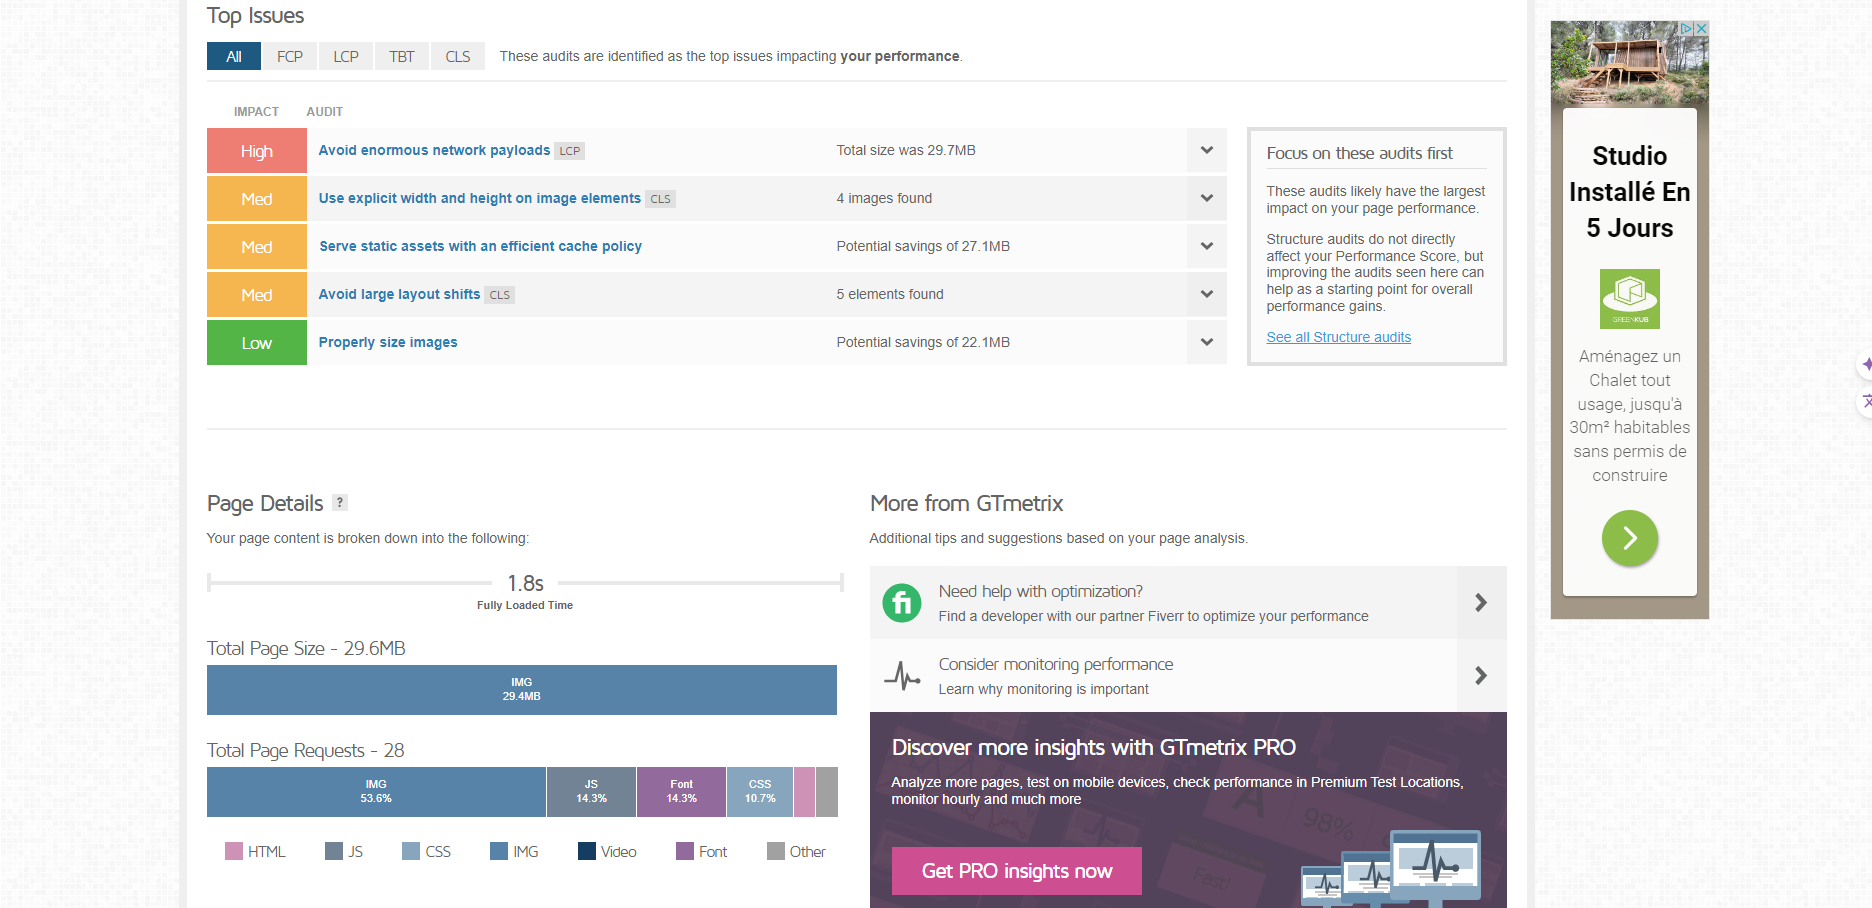 Top Issues
All FCP LCP TBT CLS These audits are identified as the top issues impacting your performance.
IMPACT AUDIT
High Avoid enormous network payloads LCP Total size was 29.7MB
Med Use explicit width and height on image elements CLS 4 images found
Med Serve static assets with an efficient cache policy Potential savings of 27.1MB
Med Avoid large layout shifts CLS 5 elements found
Low Properly size images Potential savings of 22.1MB
Focus on these audits first
These audits likely have the largest
impact on your page performance.
Structure audits do not directly
affect your Performance Score, but
improving the audits seen here can
help as a starting point for overall
performance gains.
See all Structure audits
Page Details ?
Your page content is broken down into the following:
1.8s
Fully Loaded Time
Total Page Size - 29.6MB
IMG
29.4MB
Total Page Requests - 28
IMG
53.6%
JS
14.3%
Font
14.3%
CSS
10.7%
HTML JS CSS IMG Video Font Other
More from GTmetrix
Additional tips and suggestions based on your page analysis.
fi
Need help with optimization?
Find a developer with our partner Fiverr to optimize your performance
Consider monitoring performance
Learn why monitoring is important
Discover more insights with GTmetrix PRO
Analyze more pages, test on mobile devices, check performance in Premium Test Locations,
monitor hourly and much more
A
98%
Fast!
Get PRO insights now
Studio
Installé En
5 Jours
GREENKUB
Aménagez un
Chalet tout
usage, jusqu'à
30m² habitables
sans permis de
construire